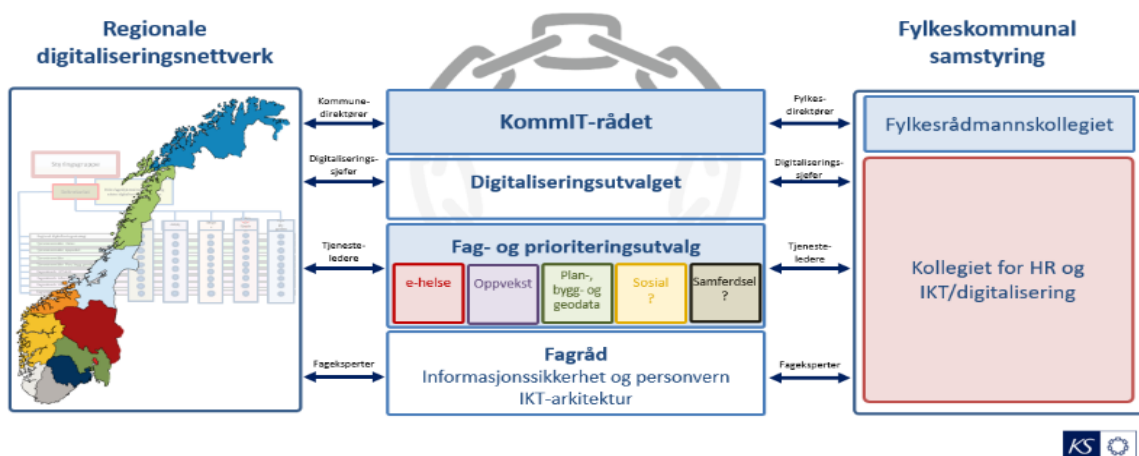 Regionale
digitaliseringsnettverk
Kommune-
direktører
Digitaliserings-
sjefer
Tjeneste-
ledere
Fageksperter
KommIT-rådet
Digitaliseringsutvalget
Fag- og prioriteringsutvalg
e-helse
Oppvekst
Plan-,
bygg- og
geodata
Sosial
?
Samferdsel
?
Fagråd
Informasjonssikkerhet og personvern
IKT-arkitektur
Fylkes-
direktører
Digitaliserings-
sjefer
Tjeneste-
ledere
Fageksperter
Fylkeskommunal
samstyring
Fylkesrådmannskollegiet
Kollegiet for HR og
IKT/digitalisering
KS